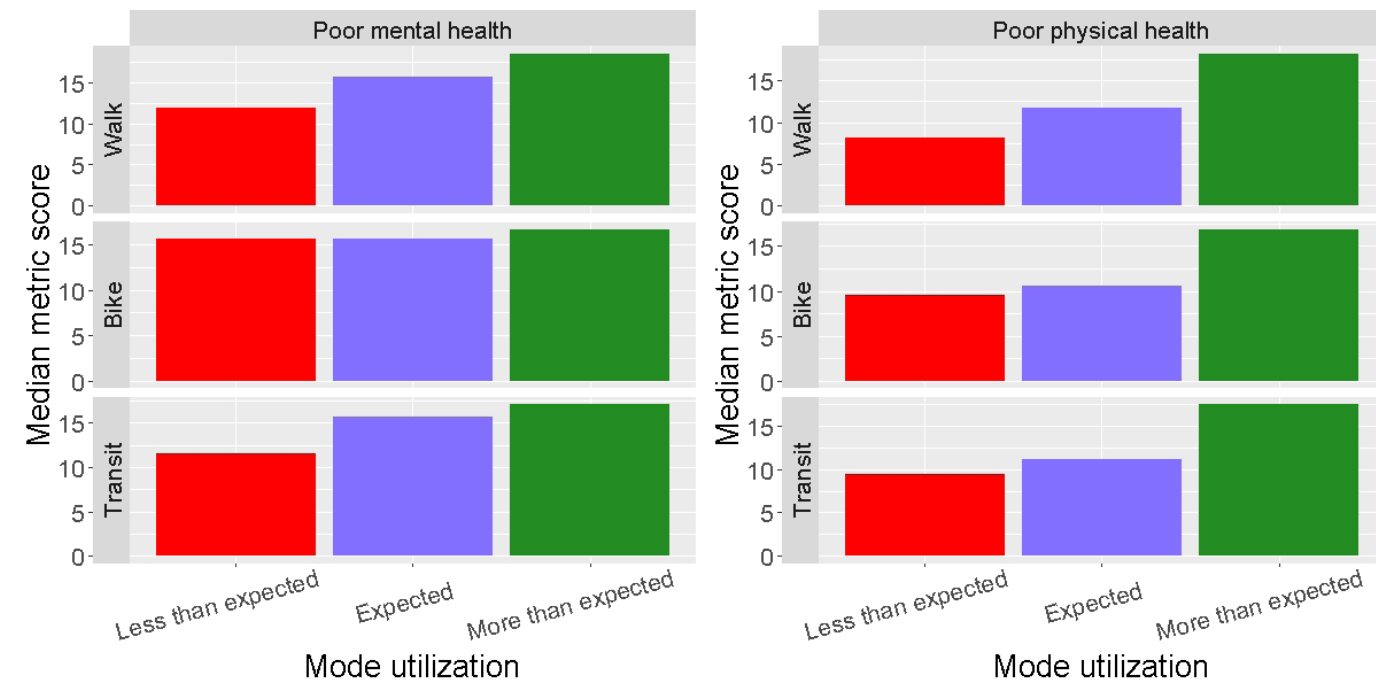 Poor mental health
Median metric score
Walk
15
10
5
0
Bike
15
10
5
0
Transit
15
10
5
0
Less than expected
Expected
More than expected
Mode utilization
Poor physical health
Median metric score
Walk
15
10
5
0
Bike
15
10
5
0
Transit
15
10
5
0
Less than expected
Expected
More than expected
Mode utilization